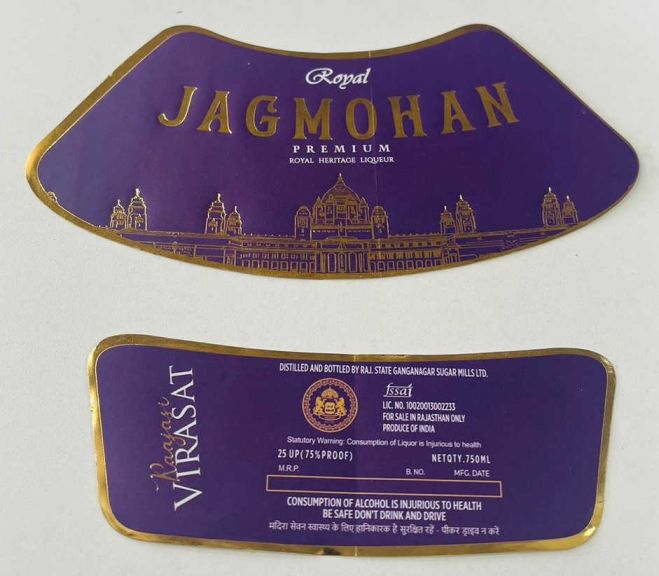 Royal
JAGMOHAN
PREMIUM
ROYAL HERITAGE LIQUEUR
Raajasi
VIRASAT
DISTILLED AND BOTTLED BY RAJ. STATE GANGANAGAR SUGAR MILLS LTD.
fssai
LIC. NO. 10020013002233
FOR SALE IN RAJASTHAN ONLY
PRODUCE OF INDIA
Statutory Warning: Consumption of Liquor is Injurious to health
25 UP(75%PROOF) NETQTY.750ML
M.R.P. B. NO. MFG. DATE
CONSUMPTION OF ALCOHOL IS INJURIOUS TO HEALTH
BE SAFE DON'T DRINK AND DRIVE
मदिरा सेवन स्वास्थ्य के लिए हानिकारक है सुरक्षित रहें - पीकर ड्राइव न करें